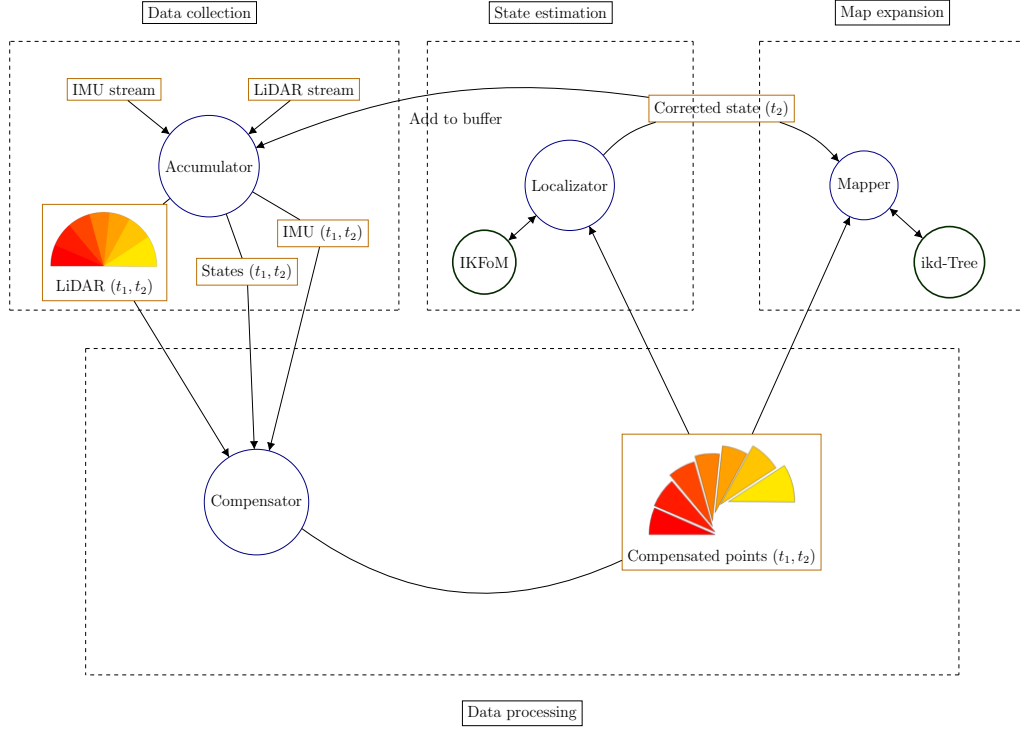 Data collection
State estimation
Map expansion
IMU stream
LiDAR stream
Corrected state (t₂)
Add to buffer
Accumulator
Localizator
Mapper
IMU (t₁, t₂)
States (t₁, t₂)
LiDAR (t₁, t₂)
IKFoM
ikd-Tree
Compensator
Compensated points (t₁, t₂)
Data processing